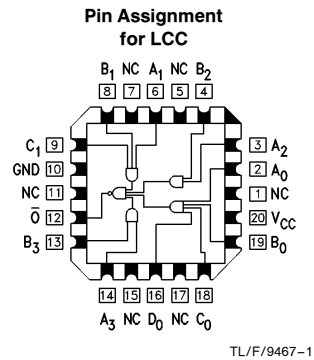 Pin Assignment
for LCC
B1 NC A1 NC B2
8 7 6 5 4
C1 9 3 A2
GND 10 2 A0
NC 11 1 NC
O̅ 12 20 VCC
B3 13 19 B0
14 15 16 17 18
A3 NC D0 NC C0
TL/F/9467–1